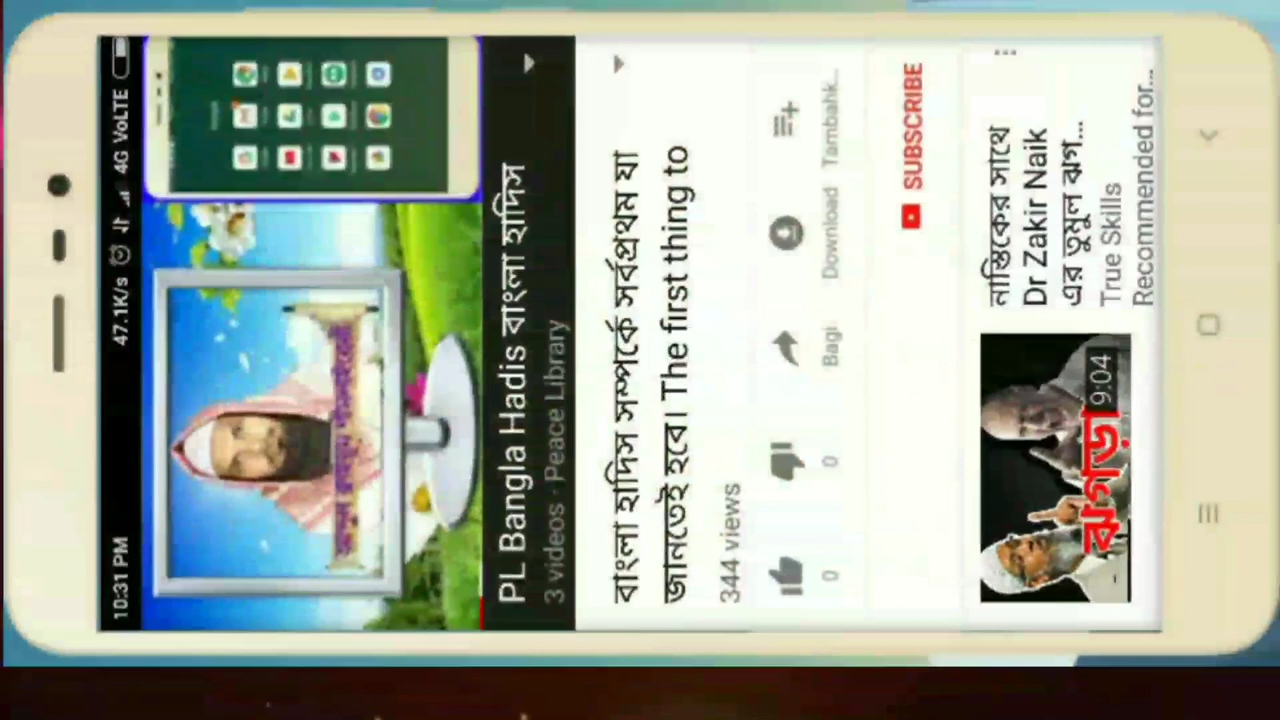 10:31 PM
47.1K/s
4G VoLTE
PL Bangla Hadis বাংলা হাদিস
3 videos · Peace Library
বাংলা হাদিস সম্পর্কে সর্বপ্রথম যা
জানতেই হবে। The first thing to
344 views
0
0
Bagi
Download
Tambahk...
SUBSCRIBE
নাস্তিকের সাথে
Dr Zakir Naik
এর তুমুল ঝগ...
True Skills
Recommended for...
ঝগড়া
9:04